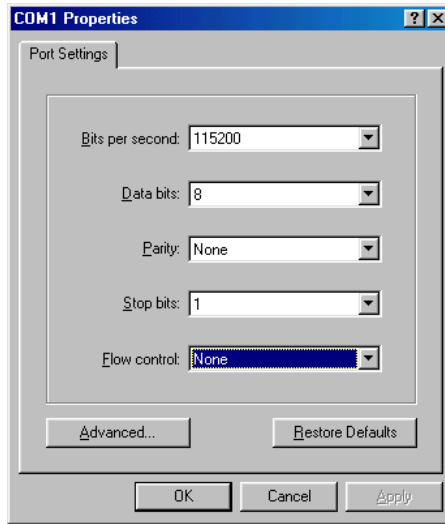 COM1 Properties
Port Settings
Bits per second: 115200
Data bits: 8
Parity: None
Stop bits: 1
Flow control: None
Advanced... Restore Defaults
OK Cancel Apply